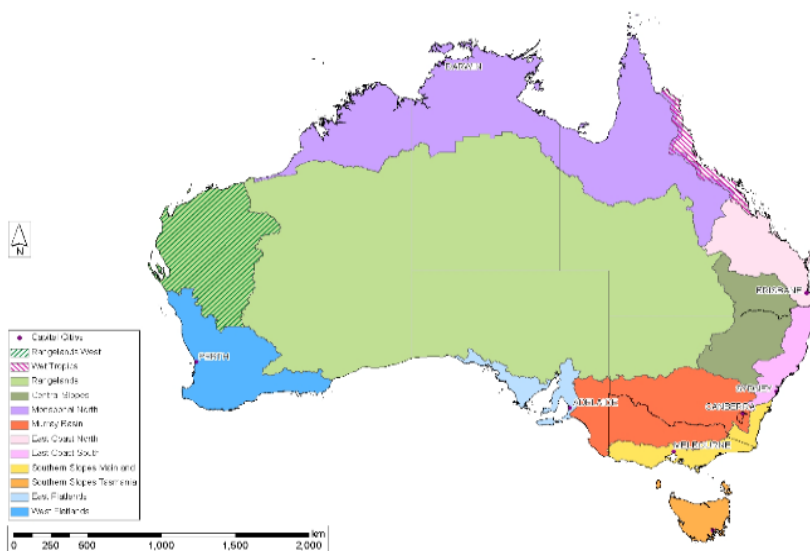 DARWIN
BRISBANE
PERTH
SYDNEY
ADELAIDE
CANBERRA
MELBOURNE
N
Capital Cities
Rangelands West
Wet Tropics
Rangelands
Central Slopes
Monsoonal North
Murray Basin
East Coast North
East Coast South
Southern Slopes Mainland
Southern Slopes Tasmania
East Flatlands
West Flatlands
km
0 250 500 1,000 1,500 2,000